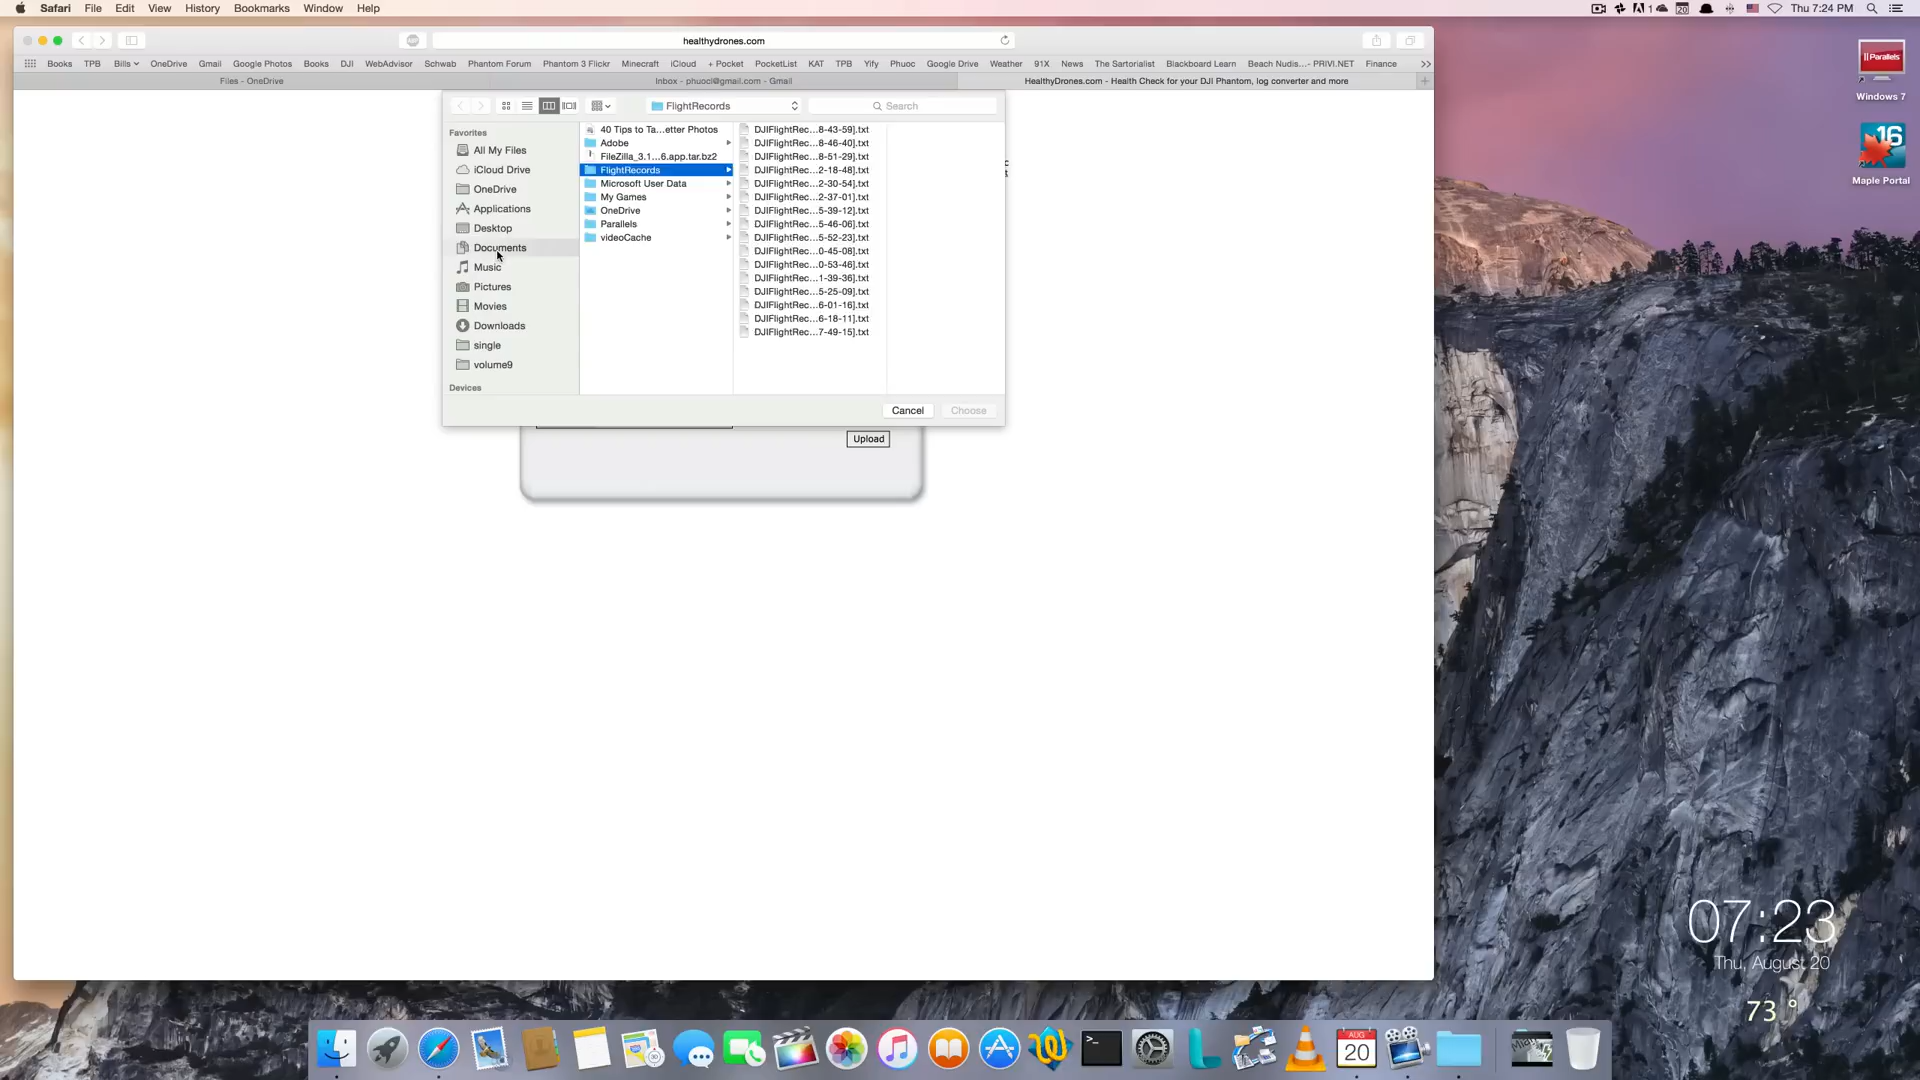 Safari File Edit View History Bookmarks Window Help
1 20 Thu 7:24 PM
healthydrones.com
Books TPB Bills OneDrive Gmail Google Photos Books DJI WebAdvisor Schwab Phantom Forum Phantom 3 Flickr Minecraft iCloud + Pocket PocketList KAT TPB Yify Phuoc Google Drive Powerpoint 91X News The Sartorialist Blackboard Learn Beach Nudis...- PRIVI.NET Finance
Files - OneDrive
Inbox - phuocl@gmail.com - Gmail
HealthyDrones.com - Health Check for your DJI Phantom, log converter and more
FlightRecords
Search
Favorites
All My Files
iCloud Drive
OneDrive
Applications
Desktop
Documents
Music
Pictures
Movies
Downloads
single
volume9
Devices
40 Tips to Ta...etter Photos
Adobe
FileZilla_3.1...6.app.tar.bz2
FlightRecords
Microsoft User Data
My Games
OneDrive
Parallels
videoCache
DJIFlightRec...8-43-59].txt
DJIFlightRec...8-46-40].txt
DJIFlightRec...8-51-29].txt
DJIFlightRec...2-18-48].txt
DJIFlightRec...2-30-54].txt
DJIFlightRec...2-37-01].txt
DJIFlightRec...5-39-12].txt
DJIFlightRec...5-46-06].txt
DJIFlightRec...5-52-23].txt
DJIFlightRec...0-45-08].txt
DJIFlightRec...0-53-46].txt
DJIFlightRec...1-39-36].txt
DJIFlightRec...5-25-09].txt
DJIFlightRec...6-01-16].txt
DJIFlightRec...6-18-11].txt
DJIFlightRec...7-49-15].txt
Cancel Choose
Upload
Parallels
Windows 7
16
Maple Portal
07:23
Thu, August 20
73 °
AUG
20